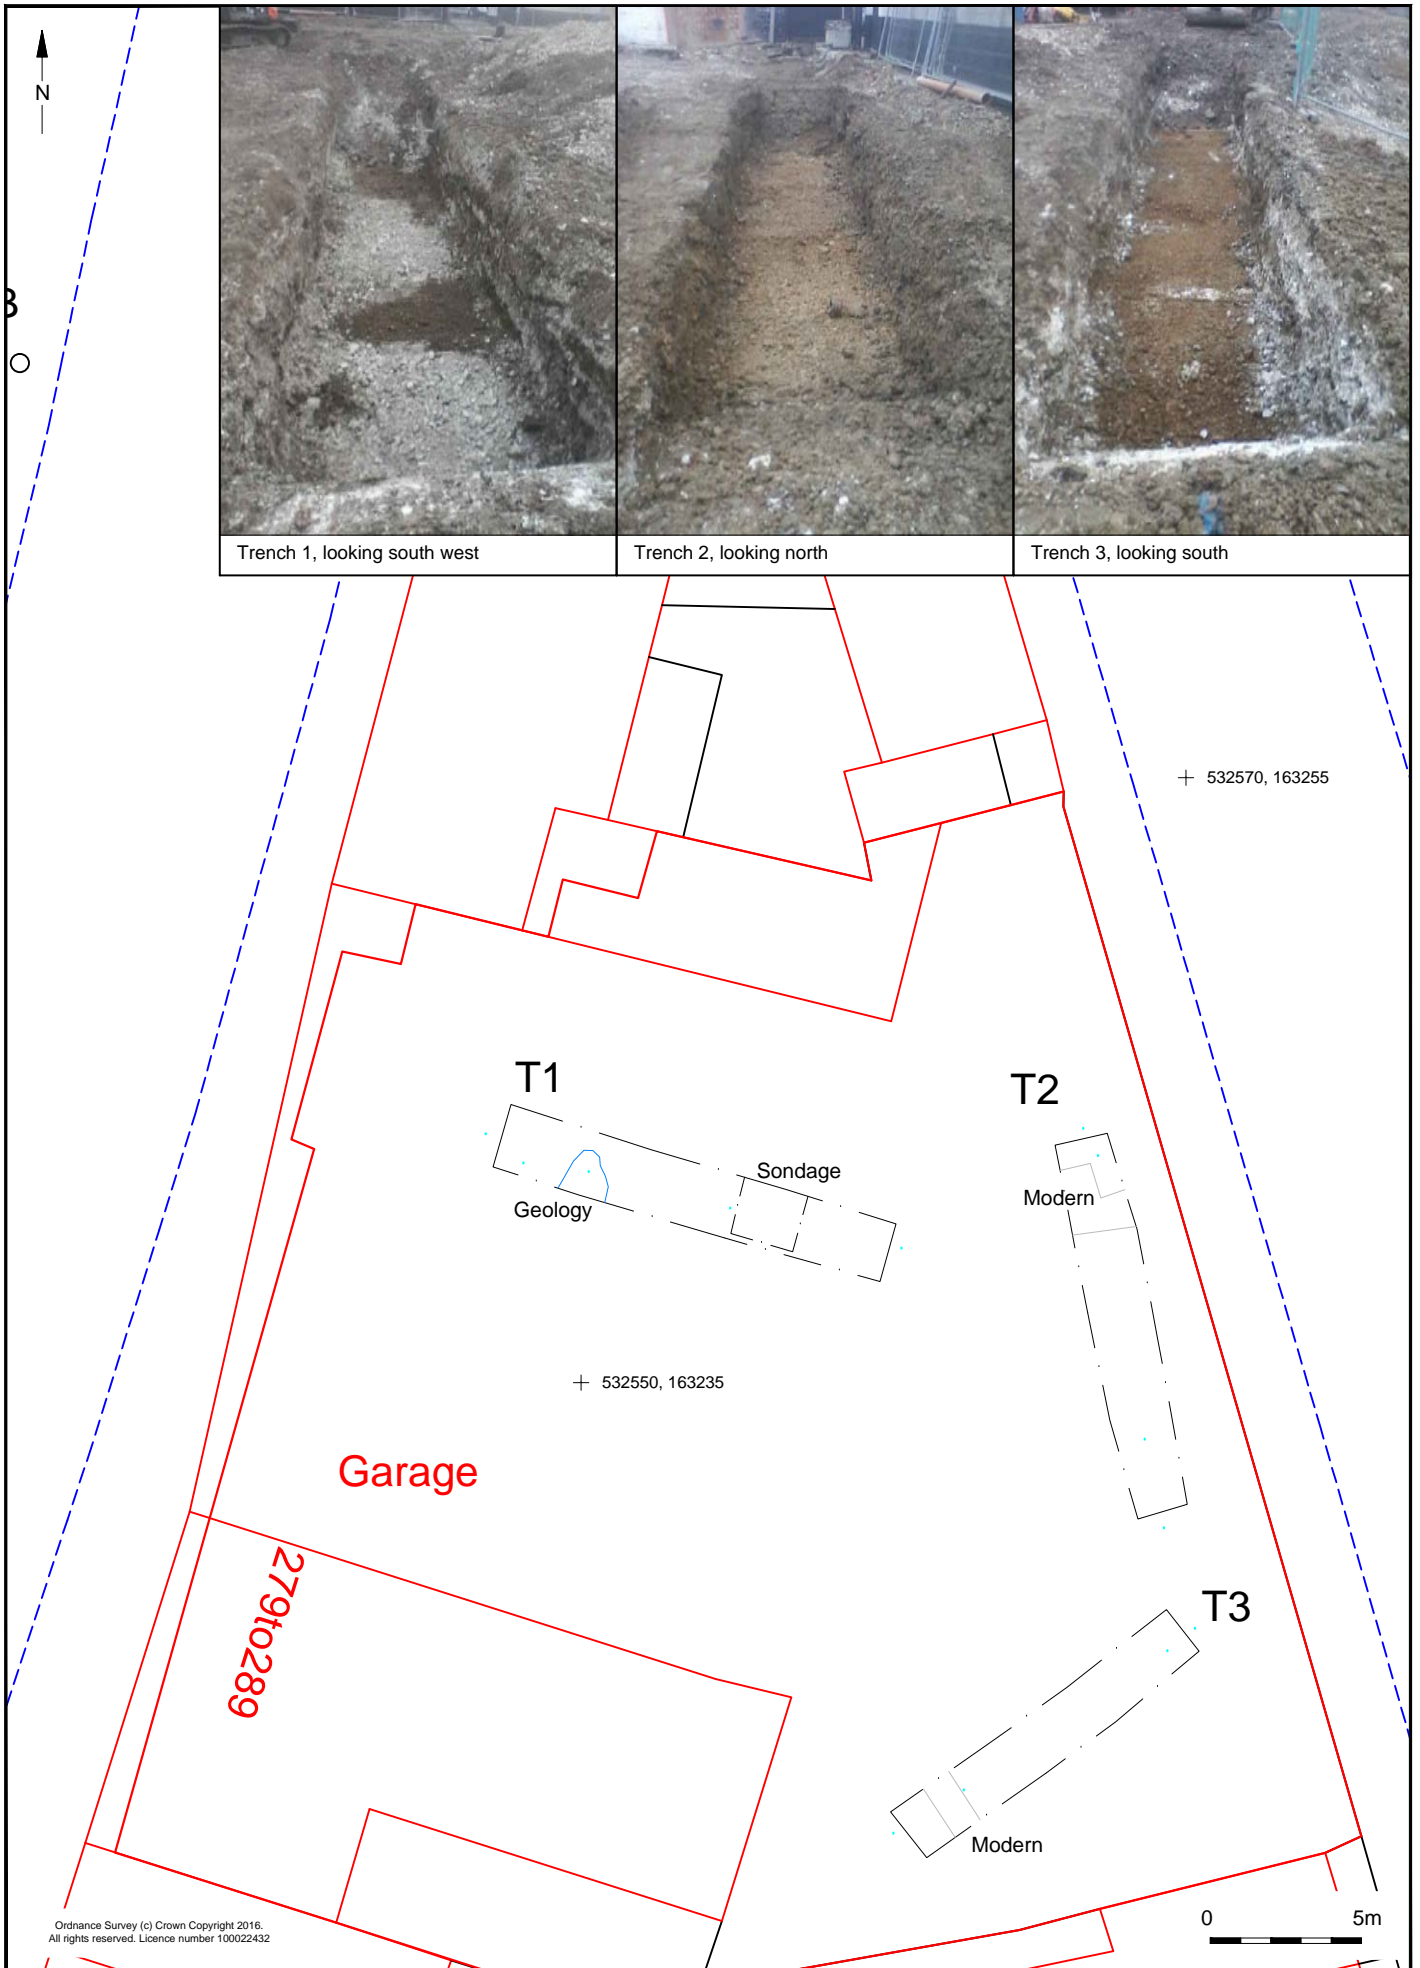 N
Trench 1, looking south west
Trench 2, looking north
Trench 3, looking south
532570, 163255
T1
T2
Sondage
Modern
Geology
532550, 163235
Garage
279to289
T3
Modern
Ordnance Survey (c) Crown Copyright 2016.
All rights reserved. Licence number 100022432
0 5m